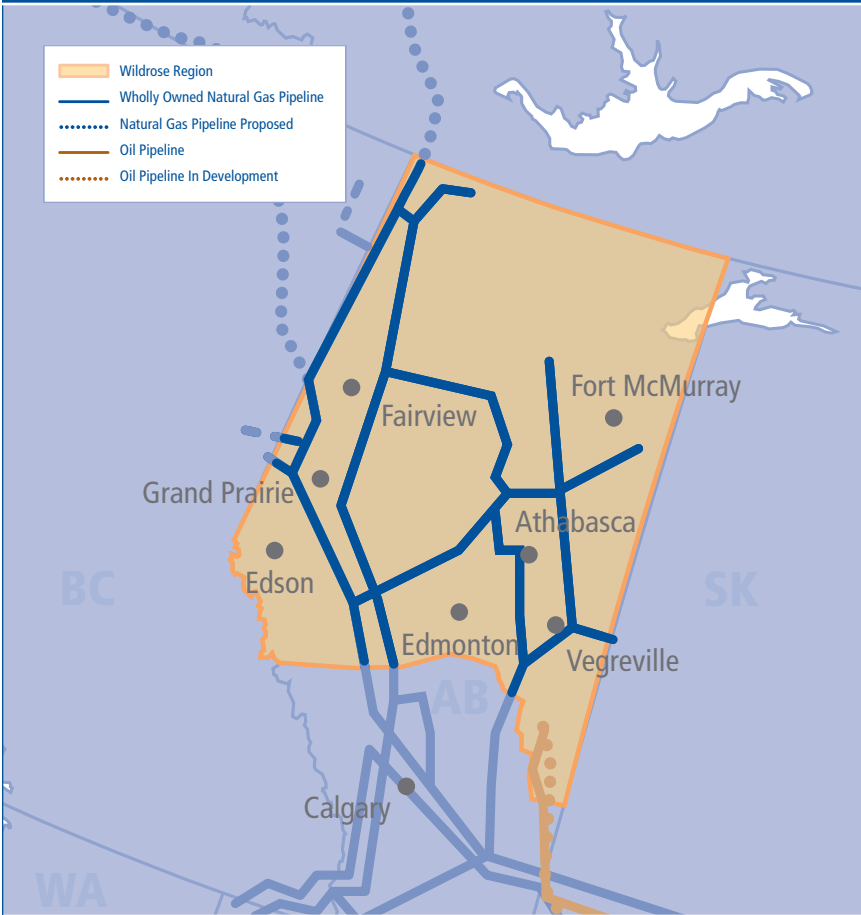 Wildrose Region
Wholly Owned Natural Gas Pipeline
Natural Gas Pipeline Proposed
Oil Pipeline
Oil Pipeline In Development
Fort McMurray
Fairview
Grand Prairie
Athabasca
Edson
BC
SK
Edmonton
Vegreville
AB
Calgary
WA